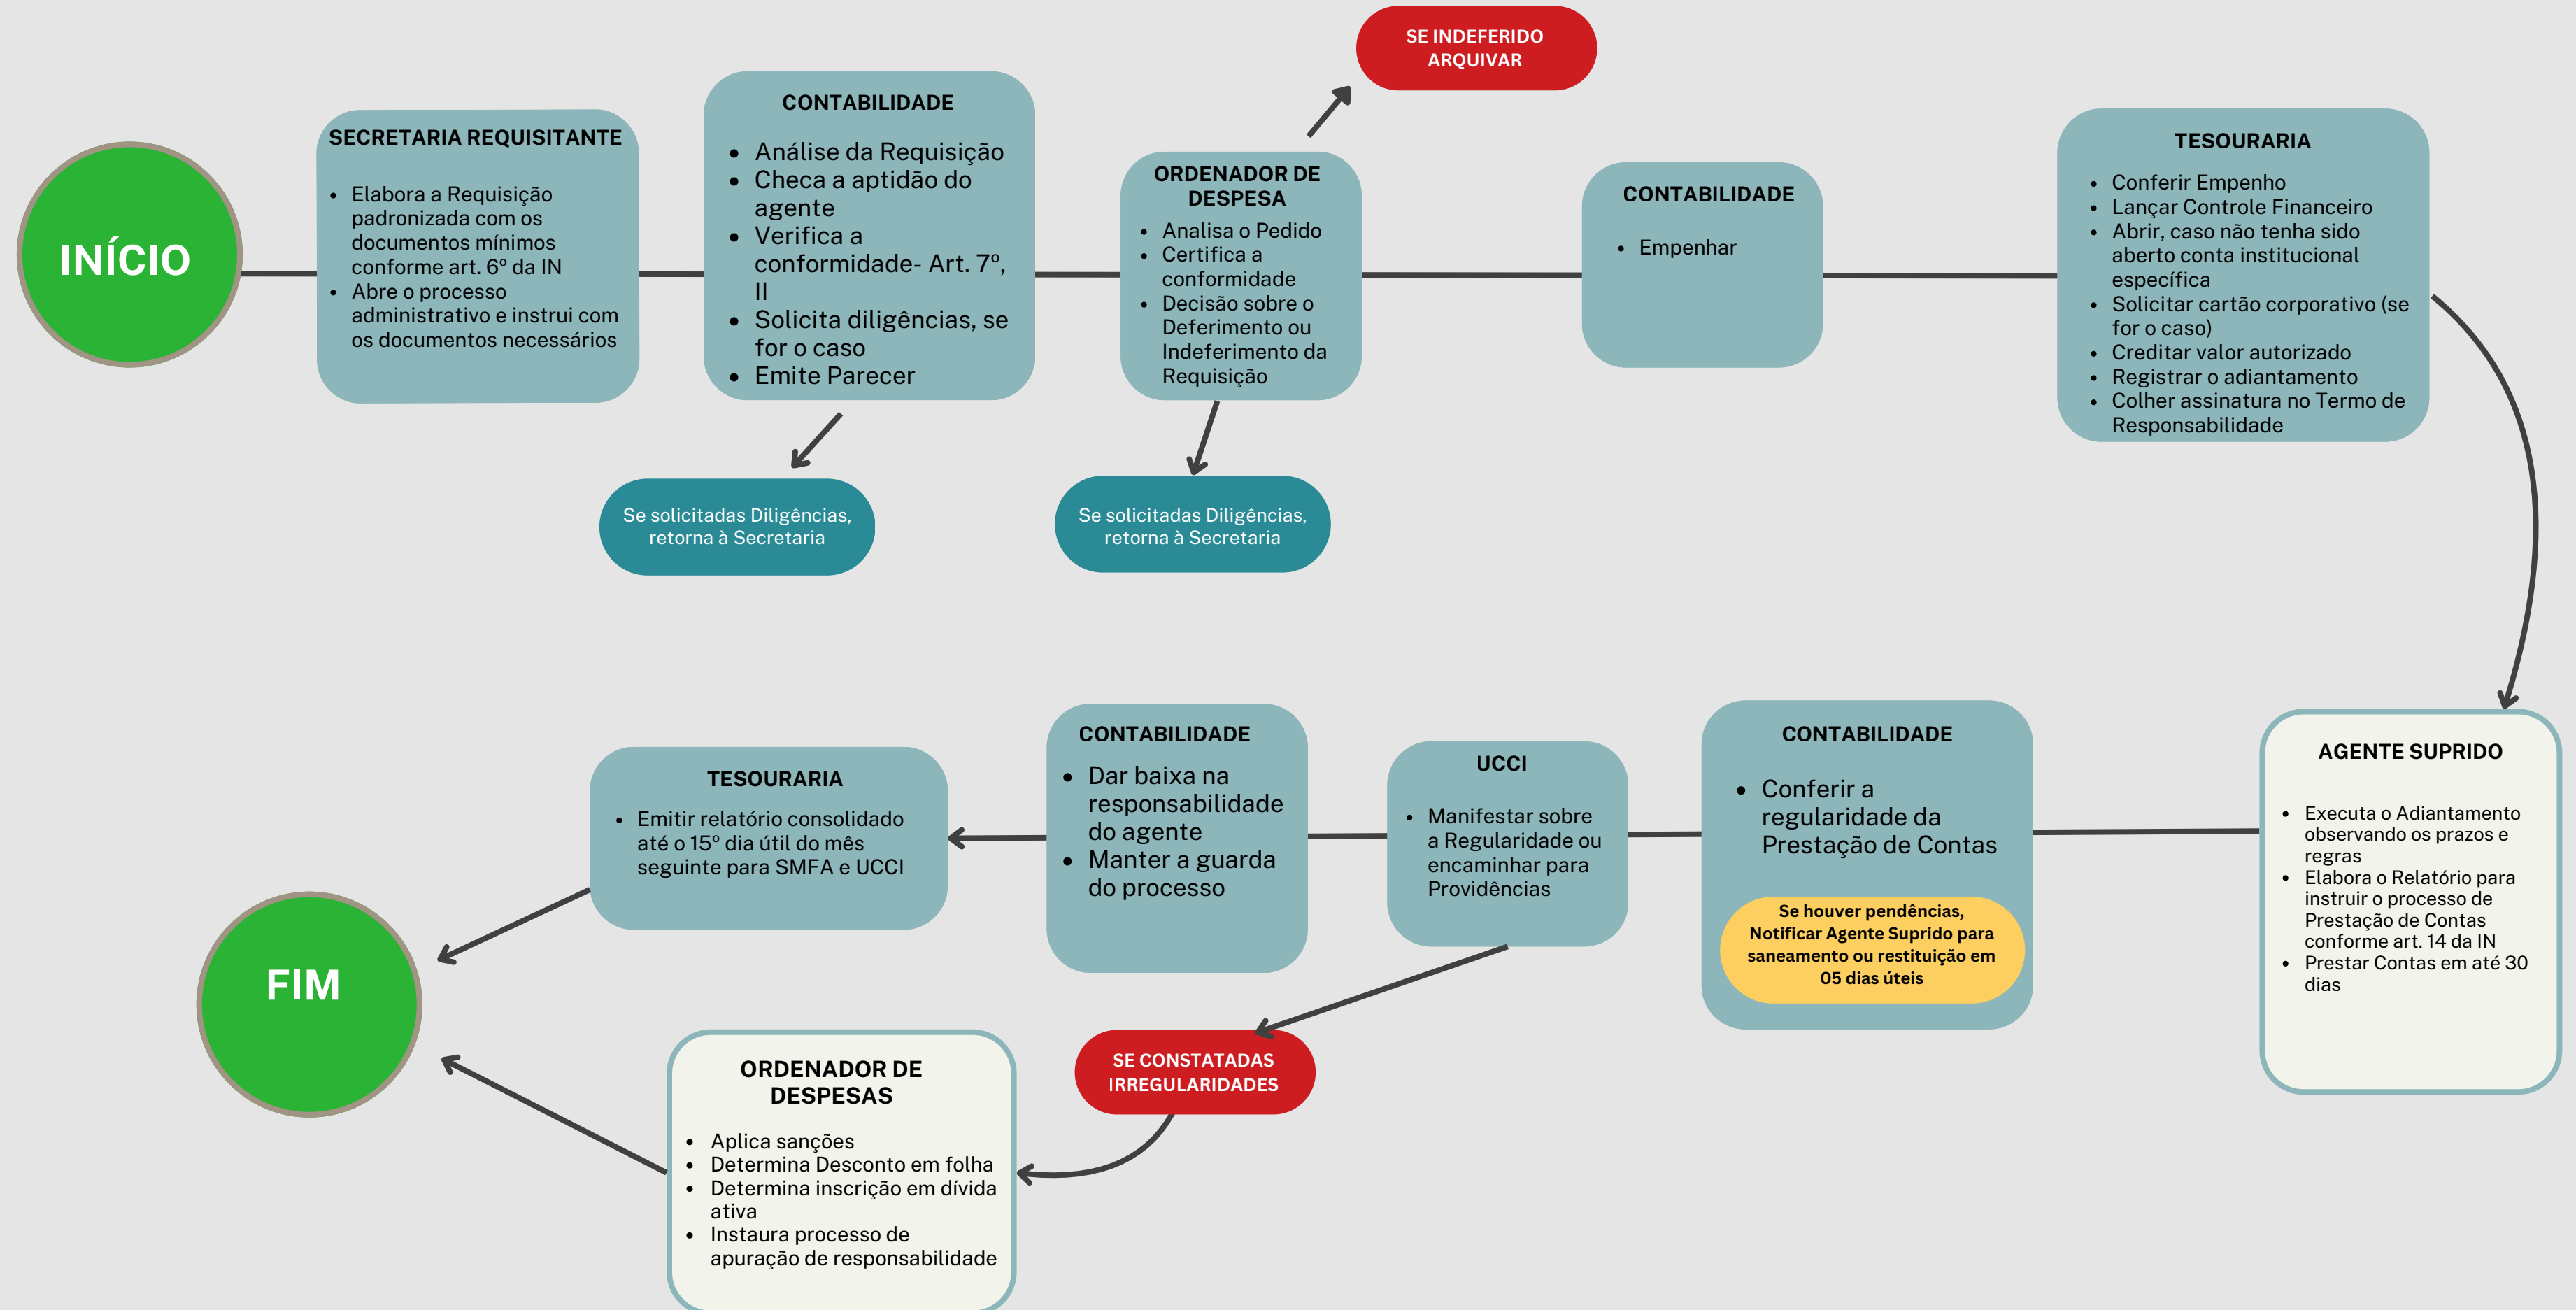 INÍCIO
SECRETARIA REQUISITANTE
• Elabora a Requisição
padronizada com os
documentos mínimos
conforme art. 6º da IN
• Abre o processo
administrativo e instrui com
os documentos necessários
CONTABILIDADE
• Análise da Requisição
• Checa a aptidão do
agente
• Verifica a
conformidade- Art. 7º,
II
• Solicita diligências, se
for o caso
• Emite Parecer
Se solicitadas Diligências,
retorna à Secretaria
ORDENADOR DE
DESPESA
• Analisa o Pedido
• Certifica a
conformidade
• Decisão sobre o
Deferimento ou
Indeferimento da
Requisição
SE INDEFERIDO
ARQUIVAR
Se solicitadas Diligências,
retorna à Secretaria
CONTABILIDADE
• Empenhar
TESOURARIA
• Conferir Empenho
• Lançar Controle Financeiro
• Abrir, caso não tenha sido
aberto conta institucional
específica
• Solicitar cartão corporativo (se
for o caso)
• Creditar valor autorizado
• Registrar o adiantamento
• Colher assinatura no Termo de
Responsabilidade
AGENTE SUPRIDO
• Executa o Adiantamento
observando os prazos e
regras
• Elabora o Relatório para
instruir o processo de
Prestação de Contas
conforme art. 14 da IN
• Prestar Contas em até 30
dias
CONTABILIDADE
• Conferir a
regularidade da
Prestação de Contas
Se houver pendências,
Notificar Agente Suprido para
saneamento ou restituição em
05 dias úteis
UCCI
• Manifestar sobre
a Regularidade ou
encaminhar para
Providências
CONTABILIDADE
• Dar baixa na
responsabilidade
do agente
• Manter a guarda
do processo
TESOURARIA
• Emitir relatório consolidado
até o 15º dia útil do mês
seguinte para SMFA e UCCI
SE CONSTATADAS
IRREGULARIDADES
ORDENADOR DE
DESPESAS
• Aplica sanções
• Determina Desconto em folha
• Determina inscrição em dívida
ativa
• Instaura processo de
apuração de responsabilidade
FIM